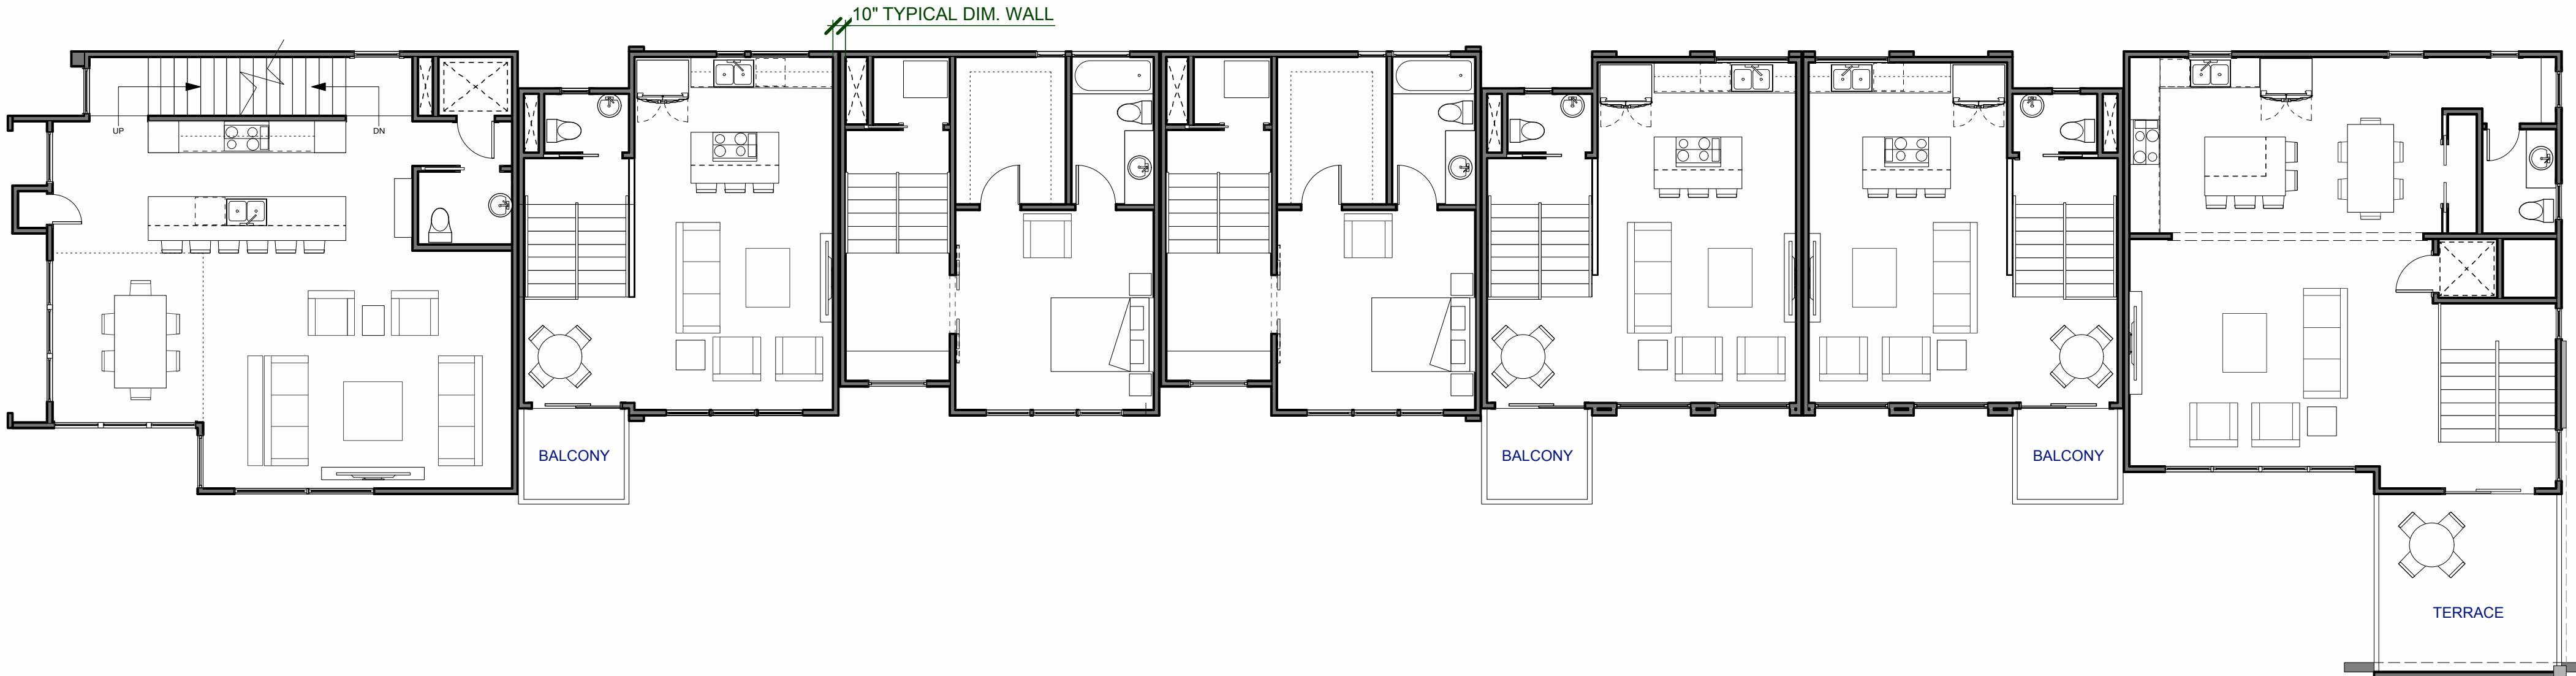 10" TYPICAL DIM. WALL
UP
DN
BALCONY
BALCONY
BALCONY
TERRACE